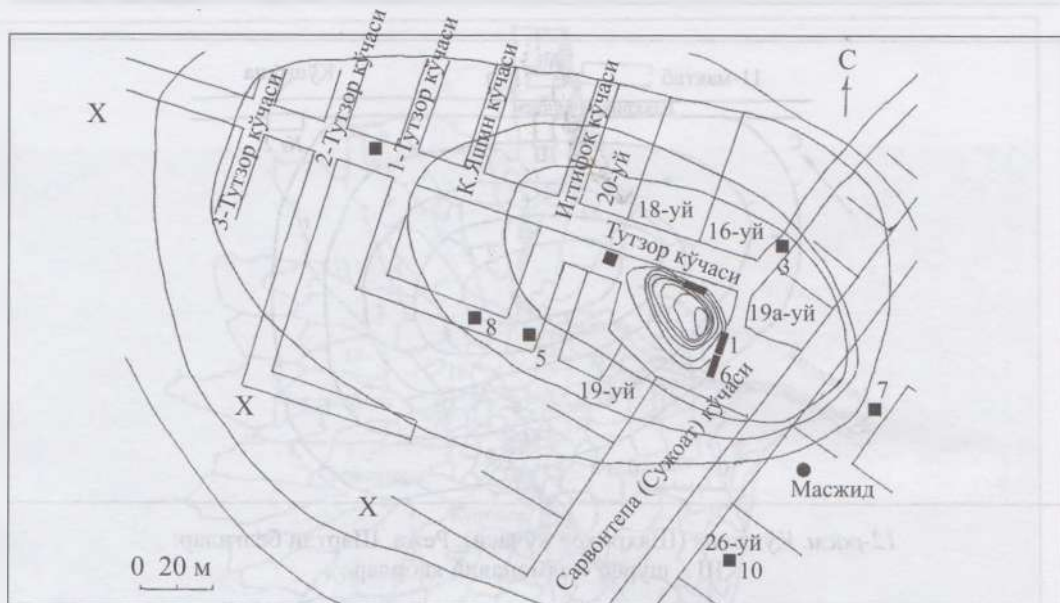 С
X
3-Тутзор кўчаси
2-Тутзор кўчаси
1-Тутзор кўчаси
К. Яшин кўчаси
Иттифоқ кўчаси
20-уй
18-уй
16-уй
3
Тутзор кўчаси
19а-уй
8
5
1
6
19-уй
7
X
Сарвонтепа (Сужоат) кўчаси
Масжид
X
26-уй
10
0 20 м